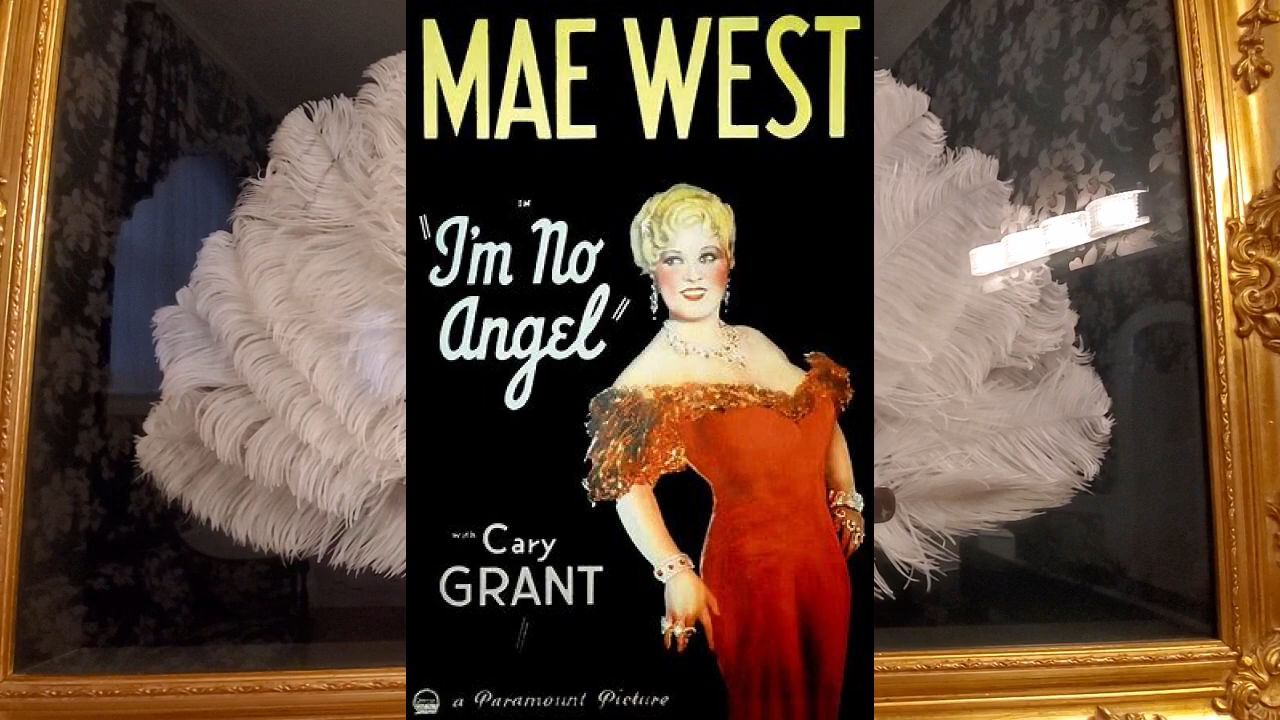 MAE WEST
IN
"I'm No
Angel"
with Cary
GRANT
a Paramount Picture